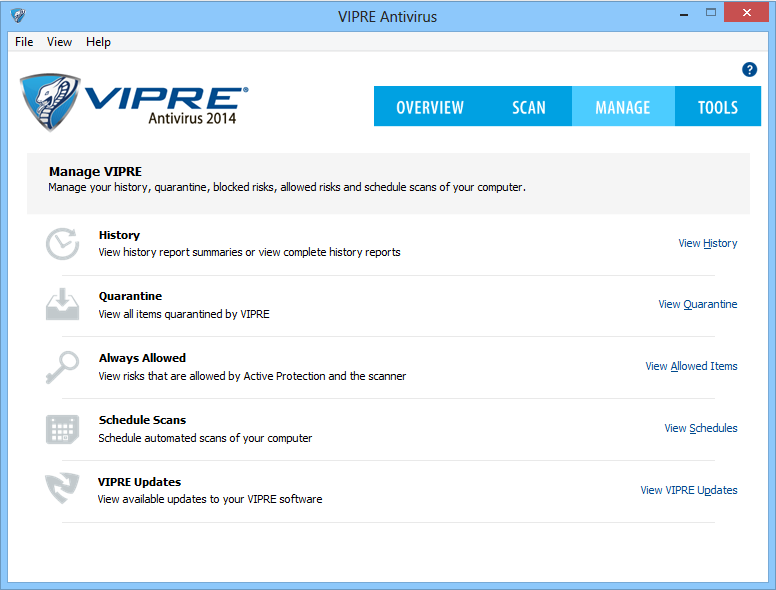 VIPRE Antivirus
File View Help
?
VIPRE®
Antivirus 2014
OVERVIEW SCAN MANAGE TOOLS
Manage VIPRE
Manage your history, quarantine, blocked risks, allowed risks and schedule scans of your computer.
History
View history report summaries or view complete history reports
View History
Quarantine
View all items quarantined by VIPRE
View Quarantine
Always Allowed
View risks that are allowed by Active Protection and the scanner
View Allowed Items
Schedule Scans
Schedule automated scans of your computer
View Schedules
VIPRE Updates
View available updates to your VIPRE software
View VIPRE Updates